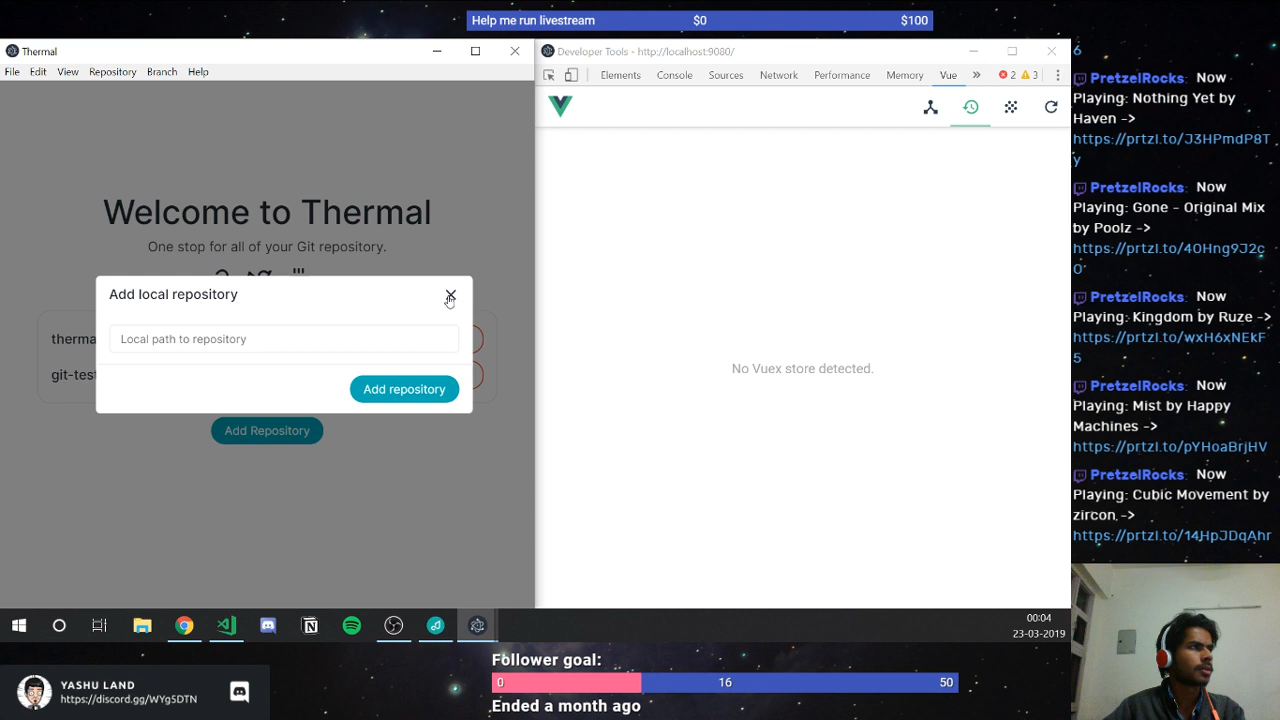 Help me run livestream $0 $100
Thermal
File Edit View Repository Branch Help
Welcome to Thermal
One stop for all of your Git repository.
Add local repository
Local path to repository
Add repository
therma
git-test
Add Repository
Developer Tools - http://localhost:9080/
Elements Console Sources Network Performance Memory Vue » 2 3
No Vuex store detected.
6
PretzelRocks: Now
Playing: Nothing Yet by
Haven ->
https://prtzl.to/J3HPmdP8T
y
PretzelRocks: Now
Playing: Gone - Original Mix
by Poolz ->
https://prtzl.to/4OHng9J2c
O
PretzelRocks: Now
Playing: Kingdom by Ruze ->
https://prtzl.to/wxH6xNEkF
5
PretzelRocks: Now
Playing: Mist by Happy
Machines ->
https://prtzl.to/pYHoaBrjHV
PretzelRocks: Now
Playing: Cubic Movement by
zircon ->
https://prtzl.to/14HpJDqAhr
00:04
23-03-2019
YASHU LAND
https://discord.gg/WYg5DTN
Follower goal:
0 16 50
Ended a month ago